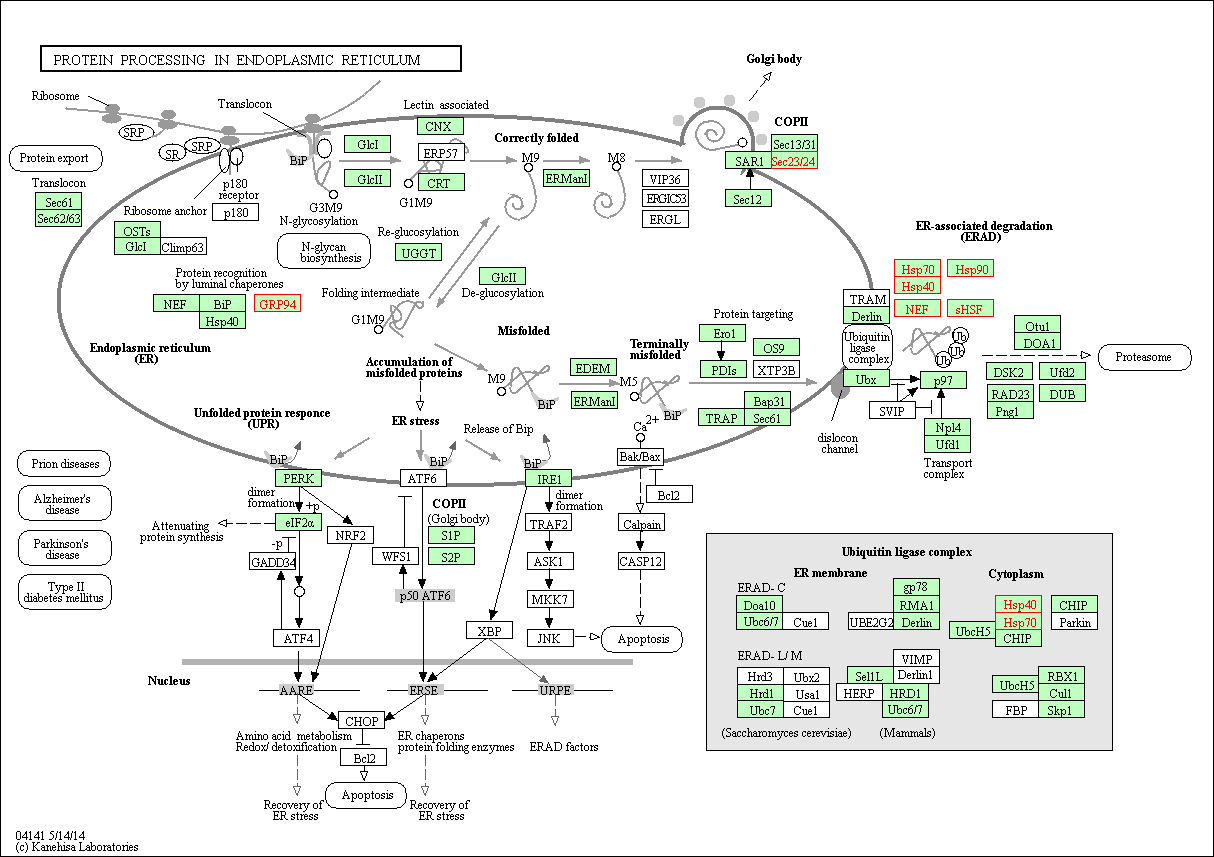 PROTEIN PROCESSING IN ENDOPLASMIC RETICULUM
Golgi body
Ribosome
Translocon
Lectin associated
SRP
SR
SRP
BiP
GlcI
GlcII
CNX
ERP57
CRT
G1M9
Correctly folded
M9
ERManI
M8
VIP36
ERGIC53
ERGL
COPII
Sec13/31
SAR1
Sec23/24
Sec12
Protein export
Translocon
Sec61
Sec62/63
p180
receptor
p180
Ribosome anchor
OSTs
GlcI
Climp63
G3M9
N-glycosylation
N-glycan
biosynthesis
Re-glucosylation
UGGT
GlcII
De-glucosylation
Protein recognition
by luminal chaperones
NEF
BiP
GRP94
Hsp40
Folding intermediate
G1M9
Endoplasmic reticulum
(ER)
Misfolded
Accumulation of
misfolded proteins
M9
BiP
EDEM
ERManI
Terminally
misfolded
M5
BiP
Protein targeting
Ero1
PDIs
OS9
XTP3B
Bap31
TRAP
Sec61
ER-associated degradation
(ERAD)
Hsp70
Hsp90
Hsp40
NEF
sHSF
TRAM
Derlin
Ubiquitin
ligase
complex
Ub
Ub
Ub
Ubx
p97
SVIP
Npl4
Ufd1
Transport
complex
dislocon
channel
Otu1
DOA1
DSK2
Ufd2
RAD23
DUB
Png1
Proteasome
Unfolded protein responce
(UPR)
ER stress
Release of Bip
BiP
PERK
BiP
ATF6
BiP
IRE1
Ca2+
Bak/Bax
Bcl2
Calpain
CASP12
Apoptosis
Prion diseases
Alzheimer's
disease
Parkinson's
disease
Type II
diabetes mellitus
dimer
formation
+p
eIF2α
Attenuating
protein synthesis
-p
GADD34
NRF2
ATF4
COPII
(Golgi body)
S1P
S2P
WFS1
p50 ATF6
dimer
formation
TRAF2
ASK1
MKK7
JNK
XBP
Nucleus
AARE
ERSE
URPE
CHOP
Bcl2
Apoptosis
Amino acid metabolism
Redox/ detoxification
ER chaperons
protein folding enzymes
ERAD factors
Recovery of
ER stress
Recovery of
ER stress
Ubiquitin ligase complex
ER membrane
Cytoplasm
ERAD- C
Doa10
Ubc6/7
Cue1
gp78
RMA1
UBE2G2
Derlin
Hsp40
Hsp70
UbcH5
CHIP
CHIP
Parkin
ERAD- L/ M
Hrd3
Ubx2
Hrd1
Usa1
Ubc7
Cue1
VIMP
Sel1L
Derlin1
HERP
HRD1
Ubc6/7
UbcH5
RBX1
Cul1
FBP
Skp1
(Saccharomyces cerevisiae)
(Mammals)
04141 5/14/14
(c) Kanehisa Laboratories